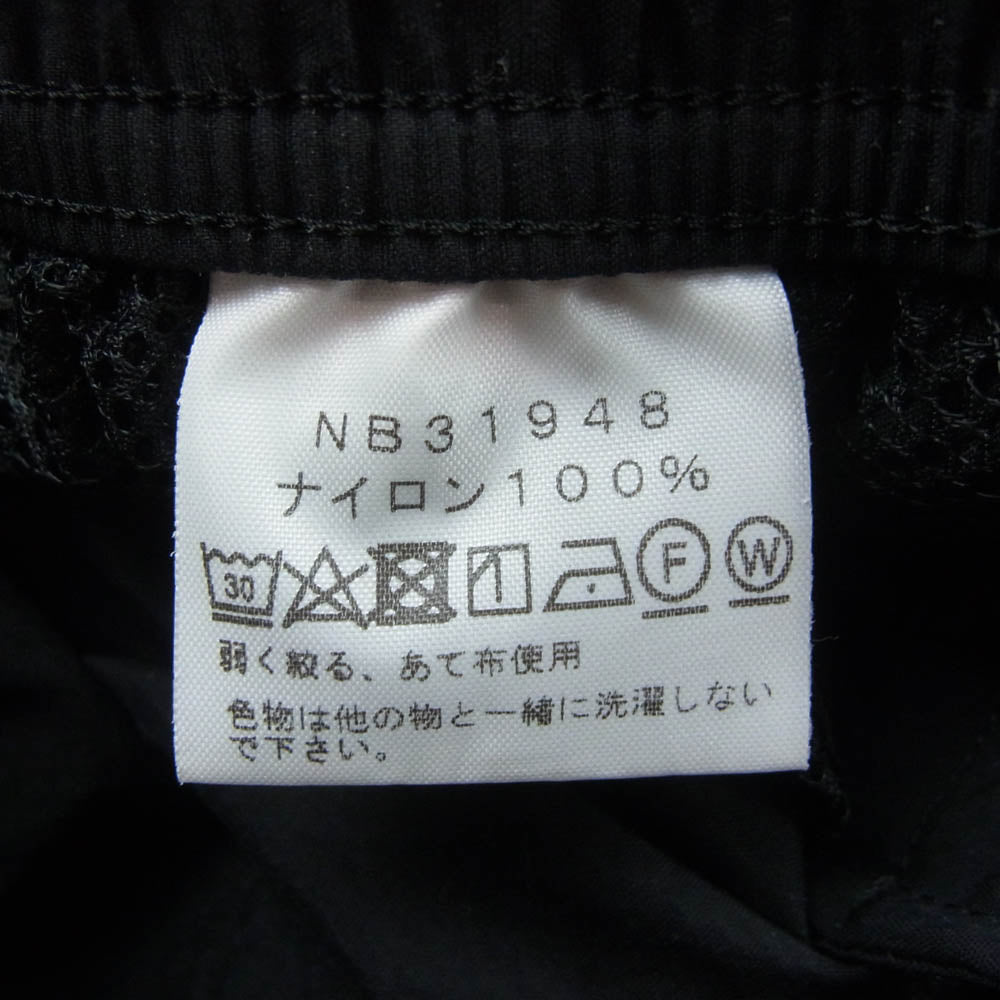 NB31948
ナイロン100%
30 F W
弱く絞る、あて布使用
色物は他の物と一緒に洗濯しない
で下さい。